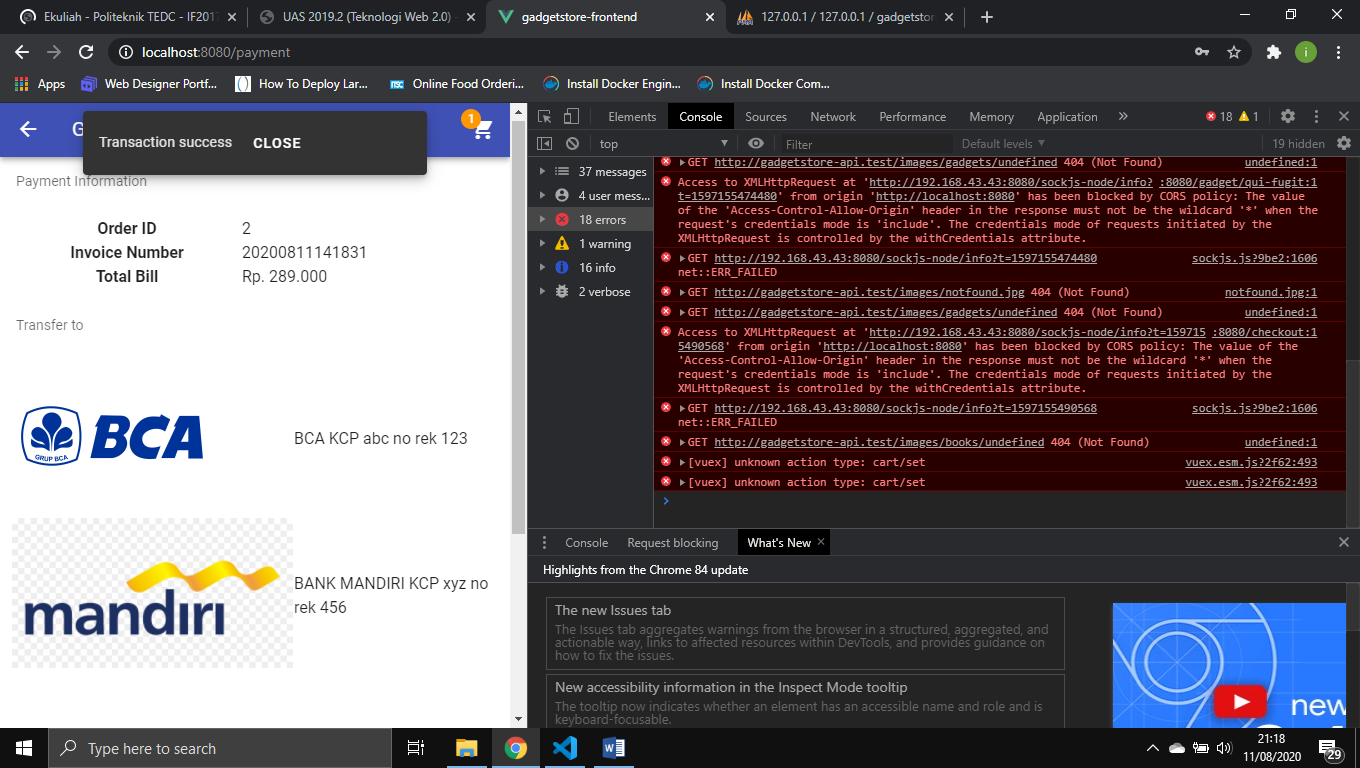 Ekuliah - Politeknik TEDC - IF2017
UAS 2019.2 (Teknologi Web 2.0) -
gadgetstore-frontend
127.0.0.1 / 127.0.0.1 / gadgetstor
localhost:8080/payment
i
Apps
Web Designer Portf...
How To Deploy Lar...
Online Food Orderi...
Install Docker Engin...
Install Docker Com...
G
Transaction success CLOSE
1
Payment Information
Order ID 2
Invoice Number 20200811141831
Total Bill Rp. 289.000
Transfer to
GRUP BCA
BCA
BCA KCP abc no rek 123
mandiri
BANK MANDIRI KCP xyz no
rek 456
Elements Console Sources Network Performance Memory Application » 18 1
top Filter Default levels 19 hidden
37 messages
4 user mess...
18 errors
1 warning
16 info
2 verbose
GET http://gadgetstore-api.test/images/gadgets/undefined 404 (Not Found) undefined:1
Access to XMLHttpRequest at 'http://192.168.43.43:8080/sockjs-node/info? :8080/gadget/qui-fugit:1
t=1597155474480' from origin 'http://localhost:8080' has been blocked by CORS policy: The value
of the 'Access-Control-Allow-Origin' header in the response must not be the wildcard '*' when the
request's credentials mode is 'include'. The credentials mode of requests initiated by the
XMLHttpRequest is controlled by the withCredentials attribute.
GET http://192.168.43.43:8080/sockjs-node/info?t=1597155474480 sockjs.js?9be2:1606
net::ERR_FAILED
GET http://gadgetstore-api.test/images/notfound.jpg 404 (Not Found) notfound.jpg:1
GET http://gadgetstore-api.test/images/gadgets/undefined 404 (Not Found) undefined:1
Access to XMLHttpRequest at 'http://192.168.43.43:8080/sockjs-node/info?t=159715 :8080/checkout:1
5490568' from origin 'http://localhost:8080' has been blocked by CORS policy: The value of the
'Access-Control-Allow-Origin' header in the response must not be the wildcard '*' when the
request's credentials mode is 'include'. The credentials mode of requests initiated by the
XMLHttpRequest is controlled by the withCredentials attribute.
GET http://192.168.43.43:8080/sockjs-node/info?t=1597155490568 sockjs.js?9be2:1606
net::ERR_FAILED
GET http://gadgetstore-api.test/images/books/undefined 404 (Not Found) undefined:1
[vuex] unknown action type: cart/set vuex.esm.js?2f62:493
[vuex] unknown action type: cart/set vuex.esm.js?2f62:493
Console Request blocking What's New
Highlights from the Chrome 84 update
The new Issues tab
The Issues tab aggregates warnings from the browser in a structured, aggregated, and
actionable way, links to affected resources within DevTools, and provides guidance on
how to fix the issues.
New accessibility information in the Inspect Mode tooltip
The tooltip now indicates whether an element has an accessible name and role and is
keyboard-focusable.
new
Type here to search
21:18
11/08/2020
29